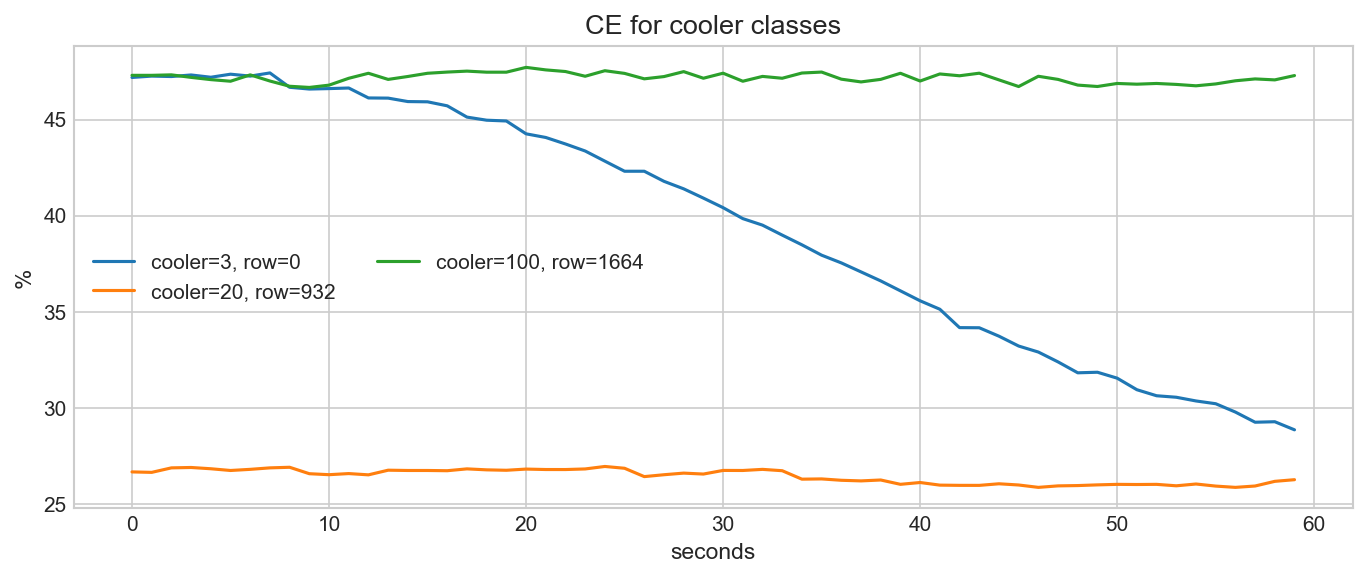 CE for cooler classes
%
45
40
35
30
25
cooler=3, row=0
cooler=20, row=932
cooler=100, row=1664
0 10 20 30 40 50 60
seconds